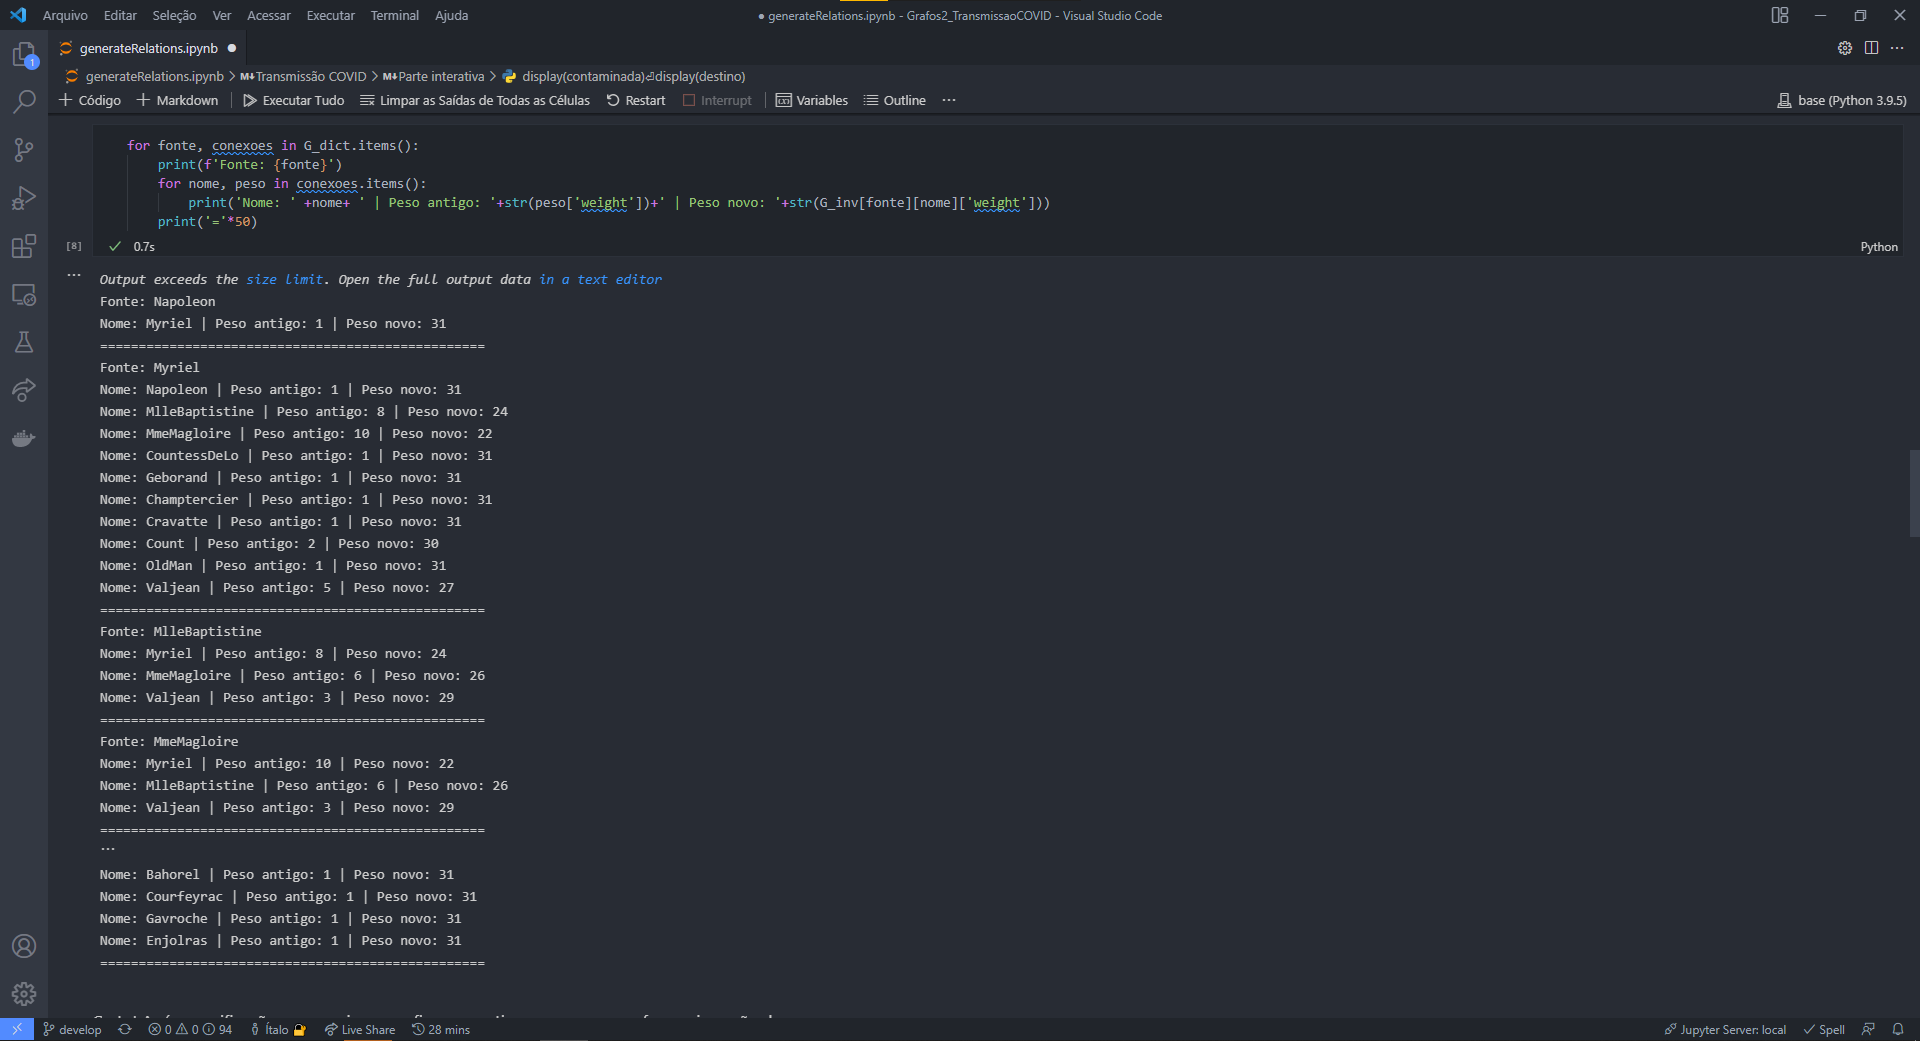 Arquivo Editar Seleção Ver Acessar Executar Terminal Ajuda
● generateRelations.ipynb - Grafos2_TransmissaoCOVID - Visual Studio Code
generateRelations.ipynb ●
generateRelations.ipynb > M↓Transmissão COVID > M↓Parte interativa > display(contaminada)⏎display(destino)
+ Código + Markdown | Executar Tudo Limpar as Saídas de Todas as Células Restart Interrupt | Variables Outline ···
base (Python 3.9.5)
for fonte, conexoes in G_dict.items():
    print(f'Fonte: {fonte}')
    for nome, peso in conexoes.items():
        print('Nome: ' +nome+ ' | Peso antigo: '+str(peso['weight'])+' | Peso novo: '+str(G_inv[fonte][nome]['weight']))
    print('='*50)
[8] ✓ 0.7s
Python
···
Output exceeds the size limit. Open the full output data in a text editor
Fonte: Napoleon
Nome: Myriel | Peso antigo: 1 | Peso novo: 31
==================================================
Fonte: Myriel
Nome: Napoleon | Peso antigo: 1 | Peso novo: 31
Nome: MlleBaptistine | Peso antigo: 8 | Peso novo: 24
Nome: MmeMagloire | Peso antigo: 10 | Peso novo: 22
Nome: CountessDeLo | Peso antigo: 1 | Peso novo: 31
Nome: Geborand | Peso antigo: 1 | Peso novo: 31
Nome: Champtercier | Peso antigo: 1 | Peso novo: 31
Nome: Cravatte | Peso antigo: 1 | Peso novo: 31
Nome: Count | Peso antigo: 2 | Peso novo: 30
Nome: OldMan | Peso antigo: 1 | Peso novo: 31
Nome: Valjean | Peso antigo: 5 | Peso novo: 27
==================================================
Fonte: MlleBaptistine
Nome: Myriel | Peso antigo: 8 | Peso novo: 24
Nome: MmeMagloire | Peso antigo: 6 | Peso novo: 26
Nome: Valjean | Peso antigo: 3 | Peso novo: 29
==================================================
Fonte: MmeMagloire
Nome: Myriel | Peso antigo: 10 | Peso novo: 22
Nome: MlleBaptistine | Peso antigo: 6 | Peso novo: 26
Nome: Valjean | Peso antigo: 3 | Peso novo: 29
==================================================
...
Nome: Bahorel | Peso antigo: 1 | Peso novo: 31
Nome: Courfeyrac | Peso antigo: 1 | Peso novo: 31
Nome: Gavroche | Peso antigo: 1 | Peso novo: 31
Nome: Enjolras | Peso antigo: 1 | Peso novo: 31
==================================================
develop 0 0 94 Ítalo Live Share 28 mins
Jupyter Server: local Spell
1